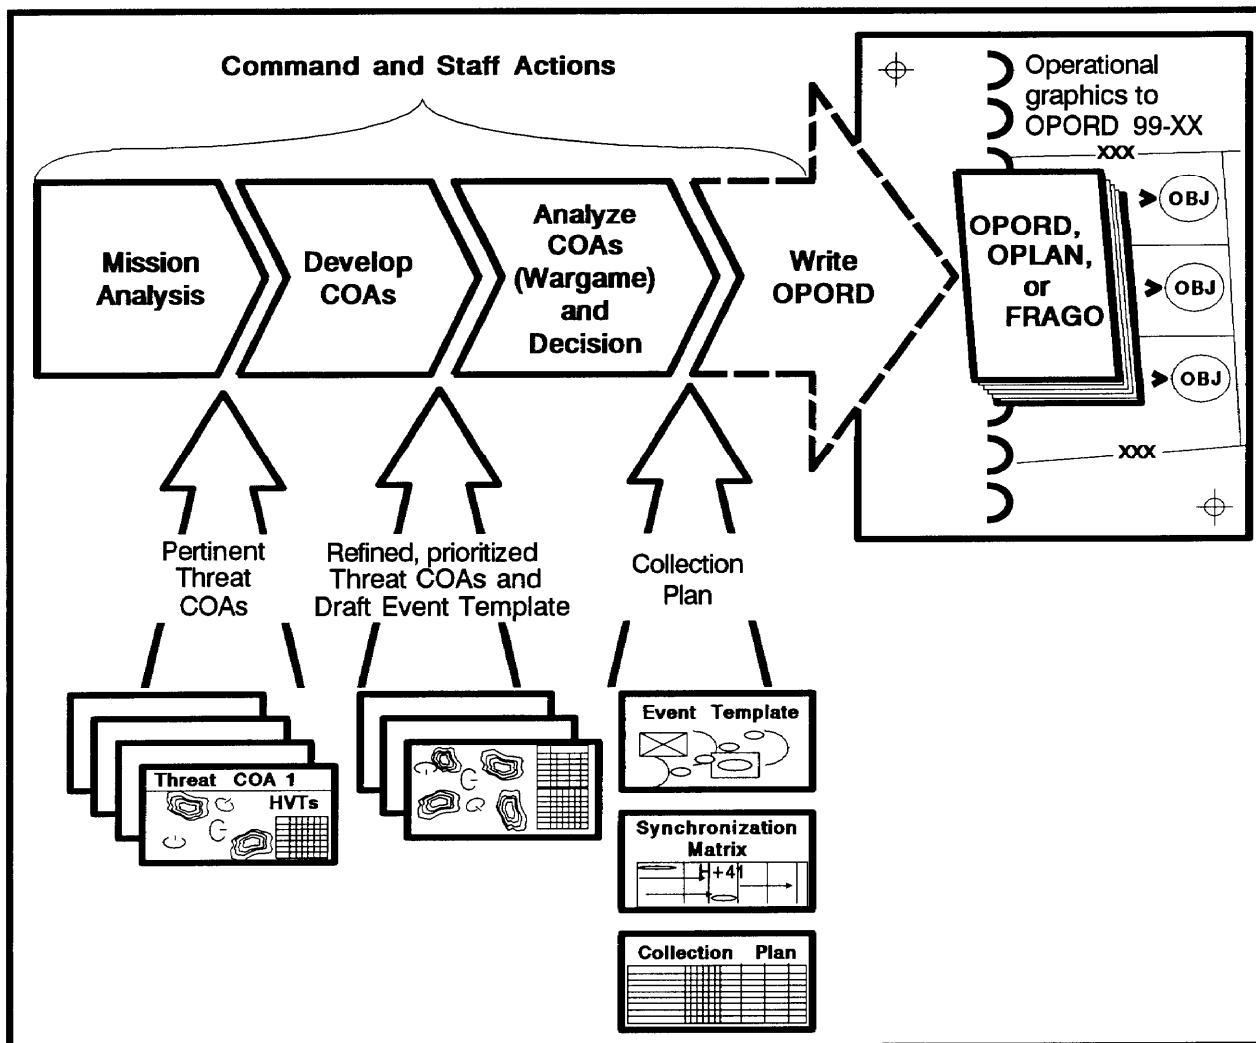 Command and Staff Actions
Mission
Analysis
Develop
COAs
Analyze
COAs
(Wargame)
and
Decision
Write
OPORD
Operational
graphics to
OPORD 99-XX
XXX
OPORD,
OPLAN,
or
FRAGO
OBJ
OBJ
OBJ
XXX
Pertinent
Threat
COAs
Refined, prioritized
Threat COAs and
Draft Event Template
Collection
Plan
Threat COA 1
HVTs
Event Template
Synchronization
Matrix
H+41
Collection Plan